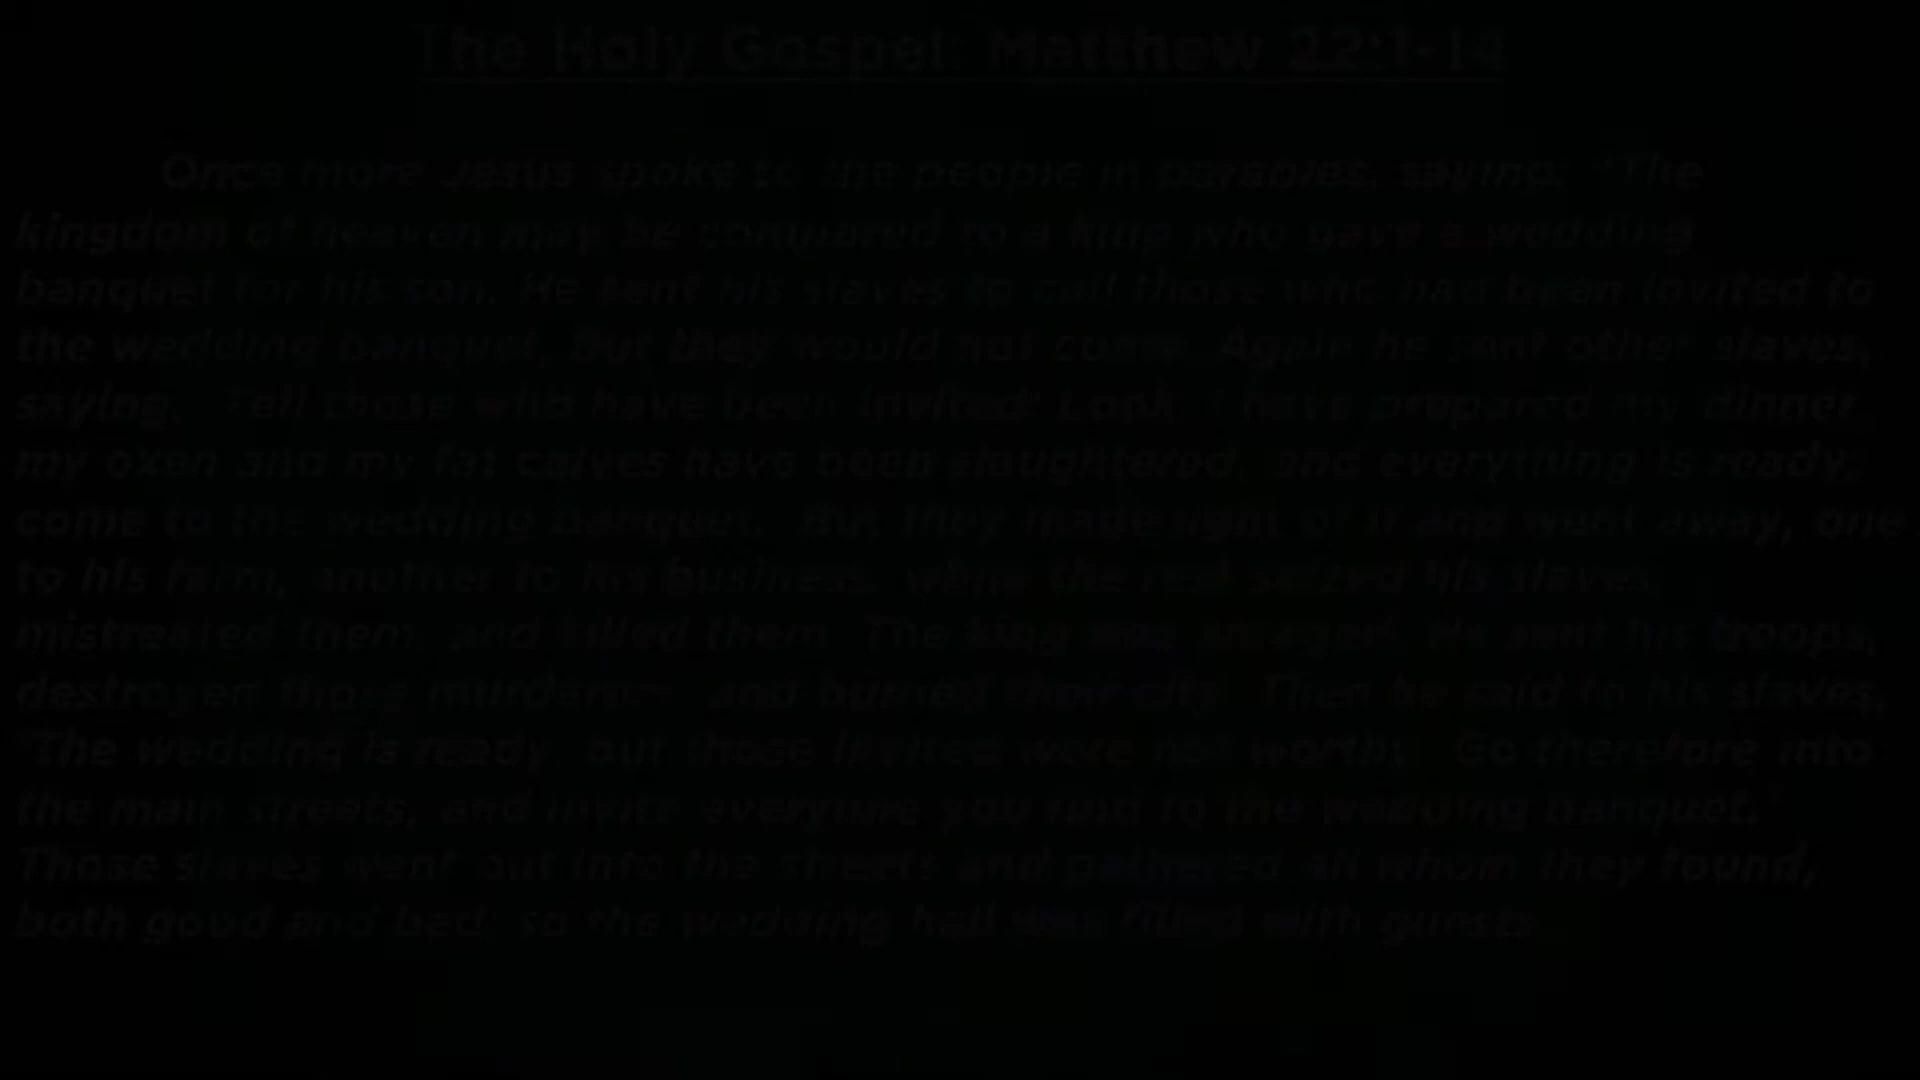 The Holy Gospel: Matthew 22:1-14
Once more Jesus spoke to the people in parables, saying: "The
kingdom of heaven may be compared to a king who gave a wedding
banquet for his son. He sent his slaves to call those who had been invited to
the wedding banquet, but they would not come. Again he sent other slaves,
saying, 'Tell those who have been invited: Look, I have prepared my dinner,
my oxen and my fat calves have been slaughtered, and everything is ready;
come to the wedding banquet.' But they made light of it and went away, one
to his farm, another to his business, while the rest seized his slaves,
mistreated them, and killed them. The king was enraged. He sent his troops,
destroyed those murderers, and burned their city. Then he said to his slaves,
'The wedding is ready, but those invited were not worthy. Go therefore into
the main streets, and invite everyone you find to the wedding banquet.'
Those slaves went out into the streets and gathered all whom they found,
both good and bad; so the wedding hall was filled with guests.